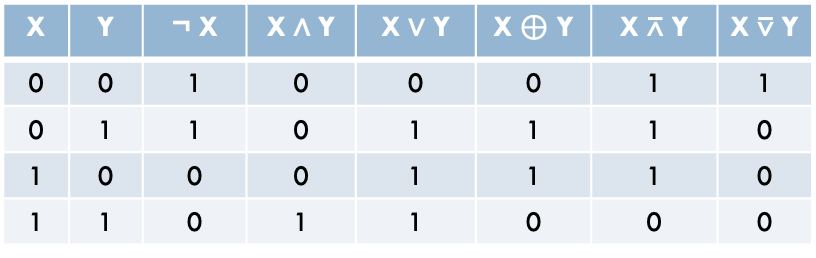 X Y ¬ X X ∧ Y X ∨ Y X ⊕ Y X ⊼ Y X ⊽ Y
0 0 1 0 0 0 1 1
0 1 1 0 1 1 1 0
1 0 0 0 1 1 1 0
1 1 0 1 1 0 0 0